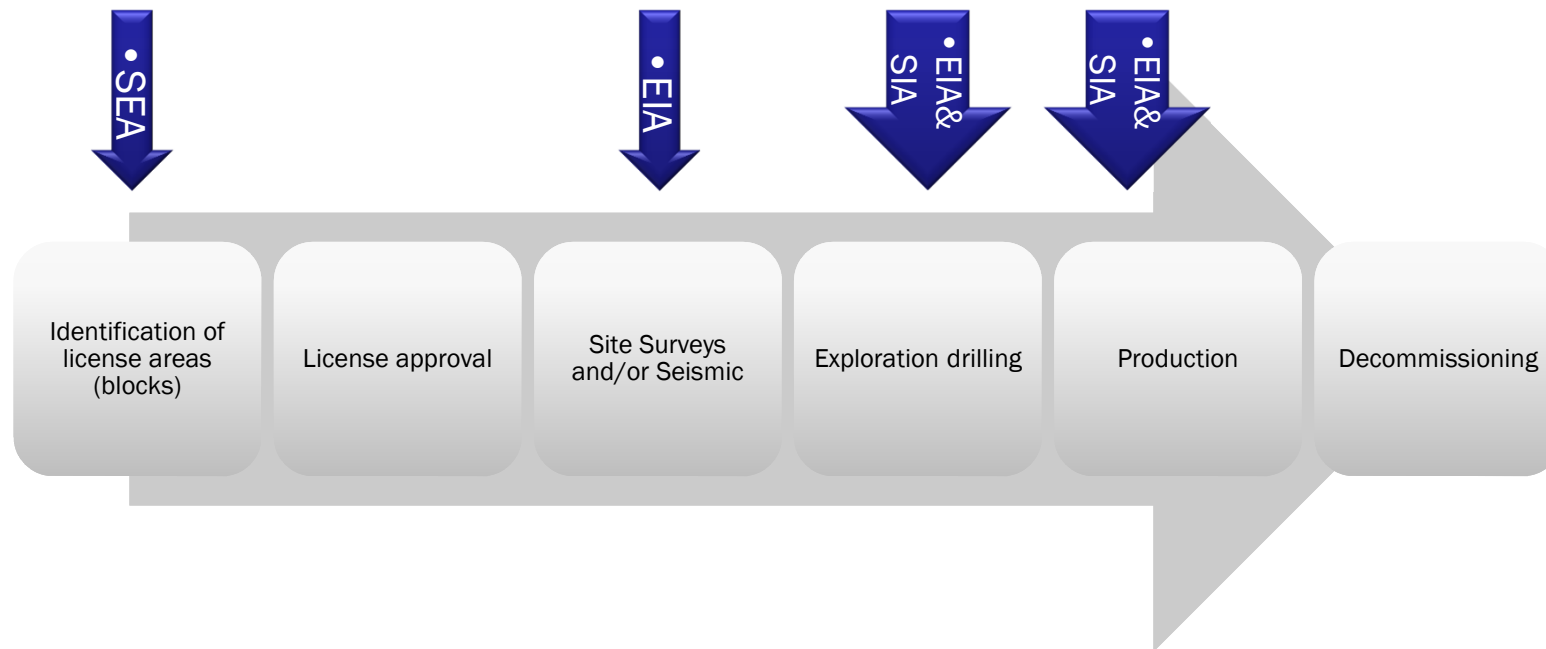 • SEA
• EIA
• EIA&
SIA
• EIA&
SIA
Identification of
license areas
(blocks)
License approval
Site Surveys
and/or Seismic
Exploration drilling
Production
Decommissioning